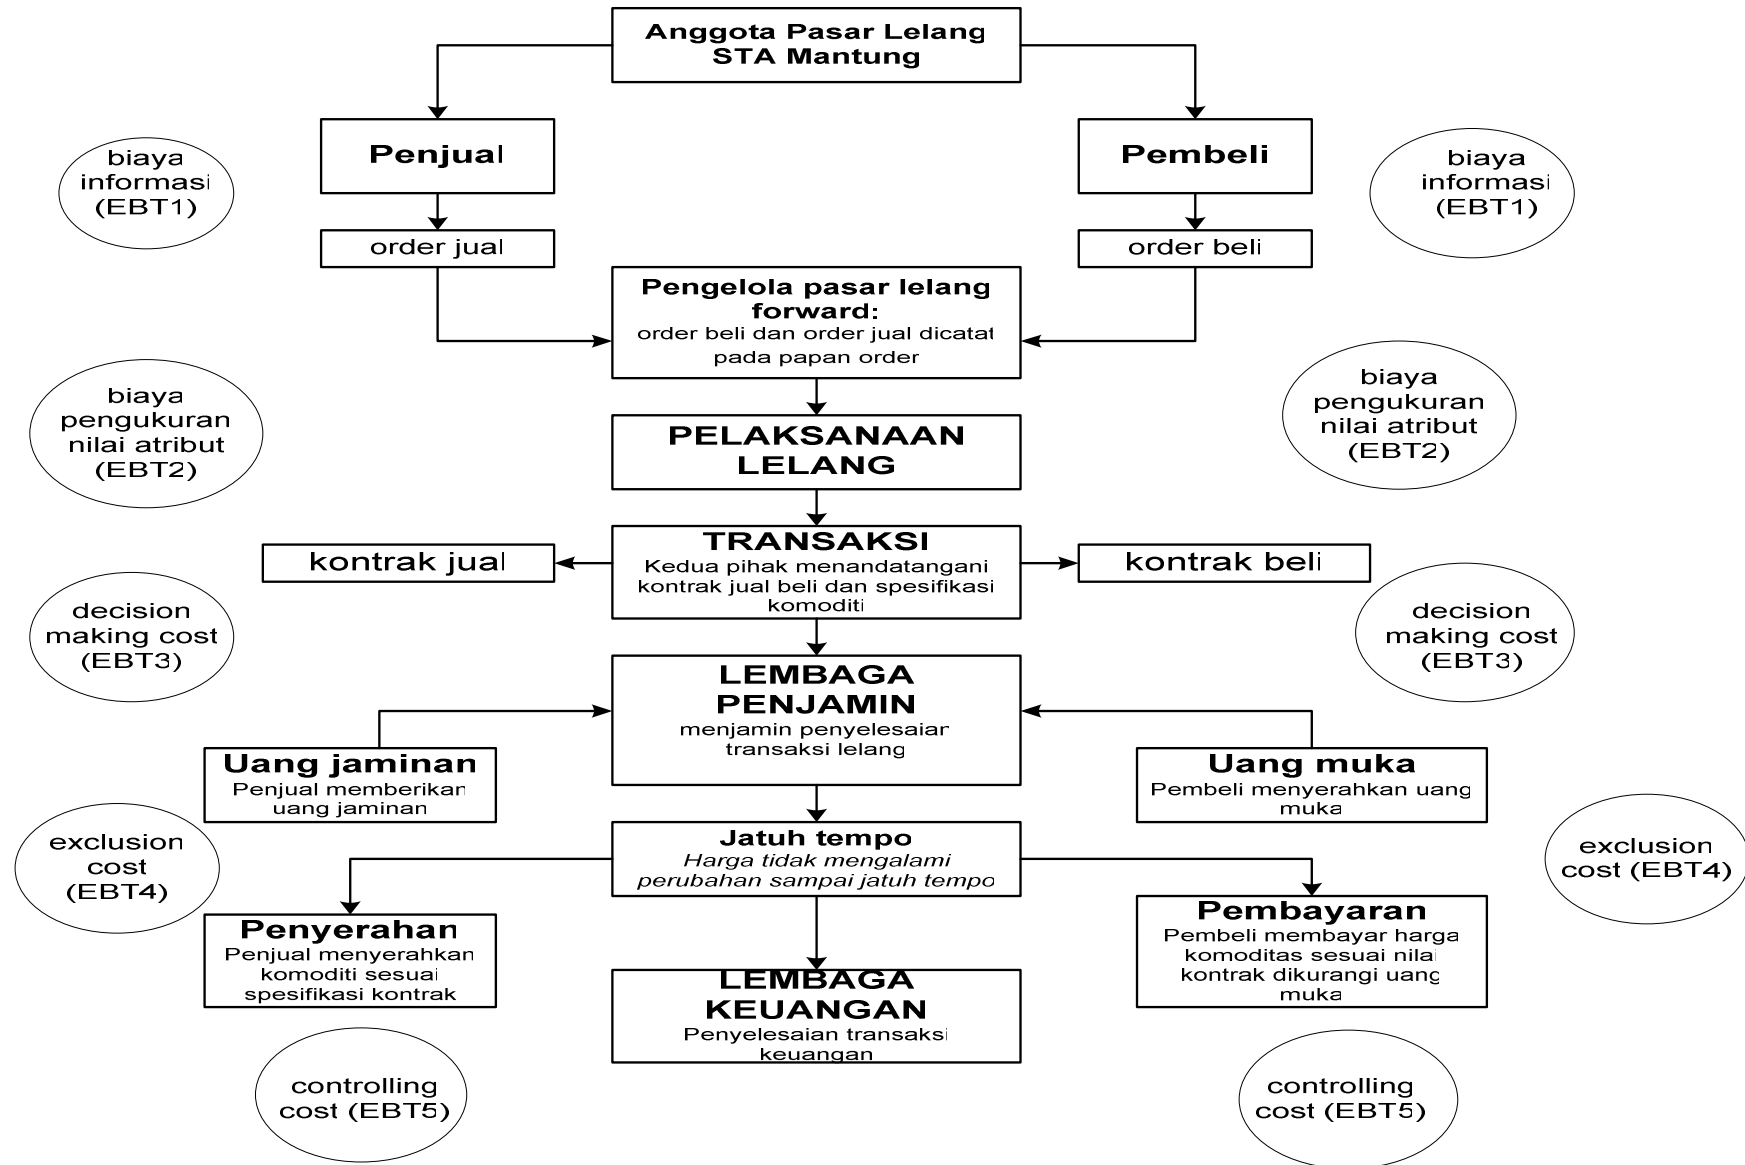 Anggota Pasar Lelang
STA Mantung
Penjual
Pembeli
biaya
informasi
(EBT1)
biaya
informasi
(EBT1)
order jual
order beli
Pengelola pasar lelang
forward:
order beli dan order jual dicatat
pada papan order
biaya
pengukuran
nilai atribut
(EBT2)
biaya
pengukuran
nilai atribut
(EBT2)
PELAKSANAAN
LELANG
TRANSAKSI
Kedua pihak menandatangani
kontrak jual beli dan spesifikasi
komoditi
kontrak jual
kontrak beli
decision
making cost
(EBT3)
decision
making cost
(EBT3)
LEMBAGA
PENJAMIN
menjamin penyelesaian
transaksi lelang
Uang jaminan
Penjual memberikan
uang jaminan
Uang muka
Pembeli menyerahkan uang
muka
exclusion
cost
(EBT4)
exclusion
cost (EBT4)
Jatuh tempo
Harga tidak mengalami
perubahan sampai jatuh tempo
Penyerahan
Penjual menyerahkan
komoditi sesuai
spesifikasi kontrak
Pembayaran
Pembeli membayar harga
komoditas sesuai nilai
kontrak dikurangi uang
muka
LEMBAGA
KEUANGAN
Penyelesaian transaksi
keuangan
controlling
cost (EBT5)
controlling
cost (EBT5)